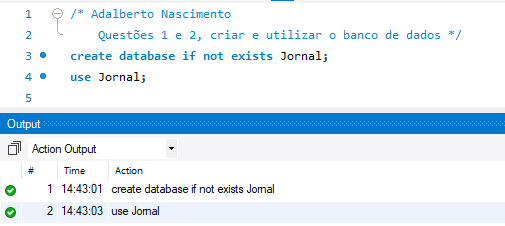 1 /* Adalberto Nascimento
2 Questões 1 e 2, criar e utilizar o banco de dados */
3 create database if not exists Jornal;
4 use Jornal;
5
Output
Action Output
# Time Action
1 14:43:01 create database if not exists Jornal
2 14:43:03 use Jornal